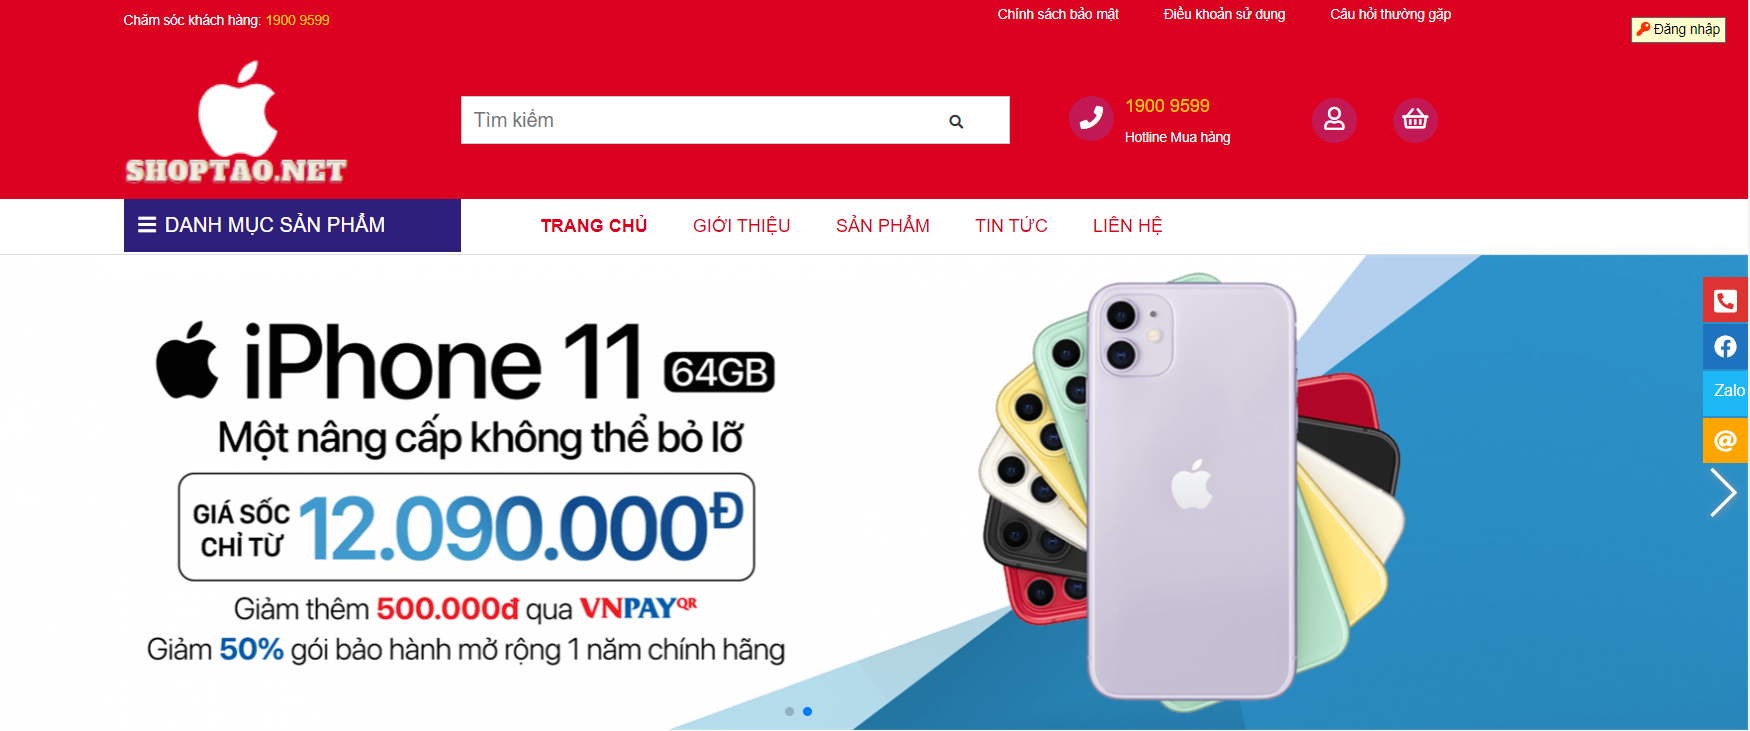 Chăm sóc khách hàng: 1900 9599
Chính sách bảo mật
Điều khoản sử dụng
Câu hỏi thường gặp
Đăng nhập
SHOPTAO.NET
Tìm kiếm
1900 9599
Hotline Mua hàng
DANH MỤC SẢN PHẨM
TRANG CHỦ
GIỚI THIỆU
SẢN PHẨM
TIN TỨC
LIÊN HỆ
iPhone 11 64GB
Một nâng cấp không thể bỏ lỡ
GIÁ SỐC
CHỈ TỪ
12.090.000Đ
Giảm thêm 500.000đ qua VNPAYQR
Giảm 50% gói bảo hành mở rộng 1 năm chính hãng
Zalo